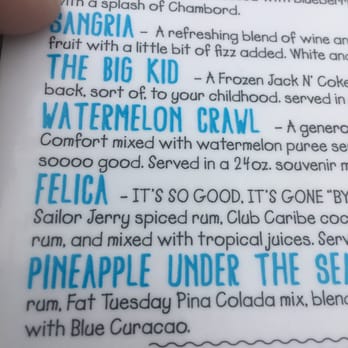 with a splash of Chambord.
SANGRIA - A refreshing blend of wine an
fruit with a little bit of fizz added. White and
THE BIG KID - A Frozen Jack N' Coke
back, sort of, to your childhood. served in
WATERMELON CRAWL - A genero
Comfort mixed with watermelon puree se
soooo good. Served in a 24oz. souvenir m
FELICA - IT'S SO GOOD, IT'S GONE "BY
Sailor Jerry spiced rum, Club Caribe coc
rum, and mixed with tropical juices. Serv
PINEAPPLE UNDER THE SE
rum, Fat Tuesday Pina Colada mix, blen
with Blue Curacao.